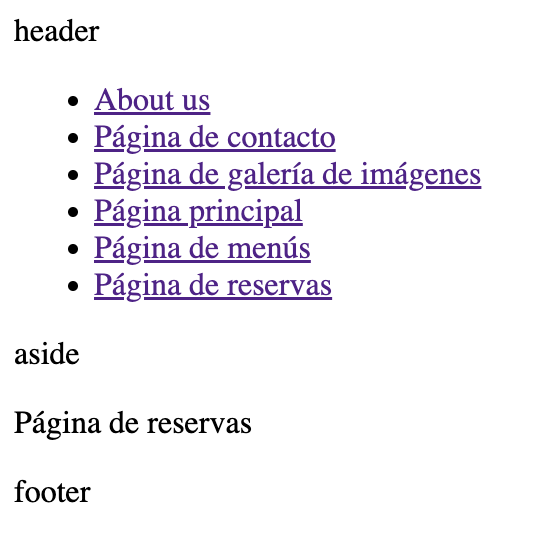 header
About us
Página de contacto
Página de galería de imágenes
Página principal
Página de menús
Página de reservas
aside
Página de reservas
footer